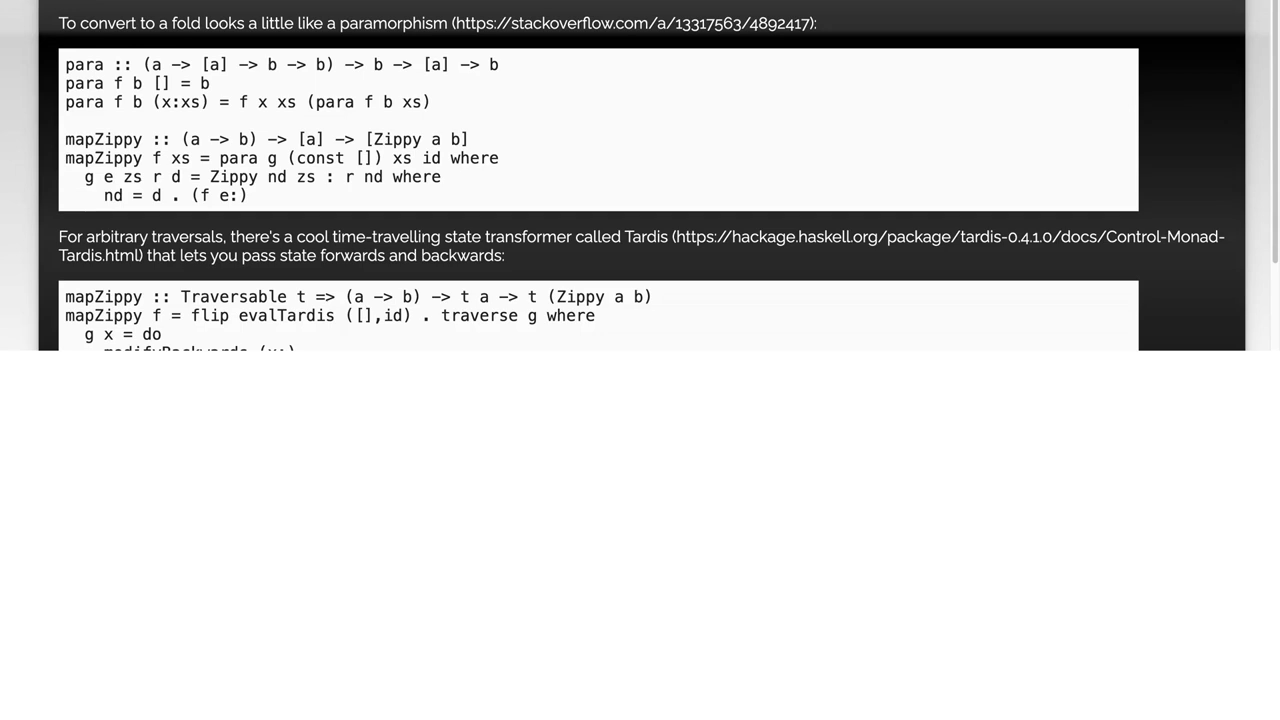 To convert to a fold looks a little like a paramorphism (https://stackoverflow.com/a/13317563/4892417):
para :: (a -> [a] -> b -> b) -> b -> [a] -> b
para f b [] = b
para f b (x:xs) = f x xs (para f b xs)
mapZippy :: (a -> b) -> [a] -> [Zippy a b]
mapZippy f xs = para g (const []) xs id where
  g e zs r d = Zippy nd zs : r nd where
    nd = d . (f e:)
For arbitrary traversals, there's a cool time-travelling state transformer called Tardis (https://hackage.haskell.org/package/tardis-0.4.1.0/docs/Control-Monad-
Tardis.html) that lets you pass state forwards and backwards:
mapZippy :: Traversable t => (a -> b) -> t a -> t (Zippy a b)
mapZippy f = flip evalTardis ([],id) . traverse g where
  g x = do